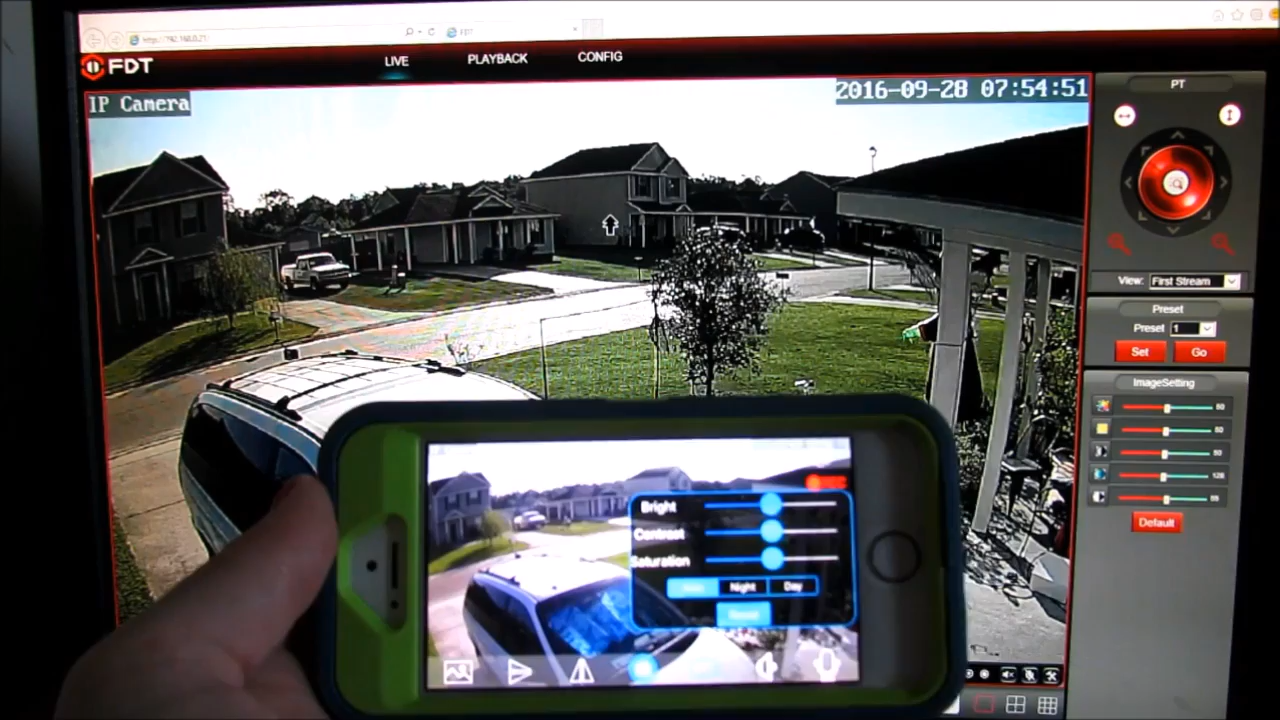 FDT
FDT
LIVE
PLAYBACK
CONFIG
IP Camera
2016-09-28 07:54:51
PT
View: First Stream
Preset
Preset 1
Set
Go
ImageSetting
50
50
50
128
Default
Bright
Contrast
Saturation
Night
Day